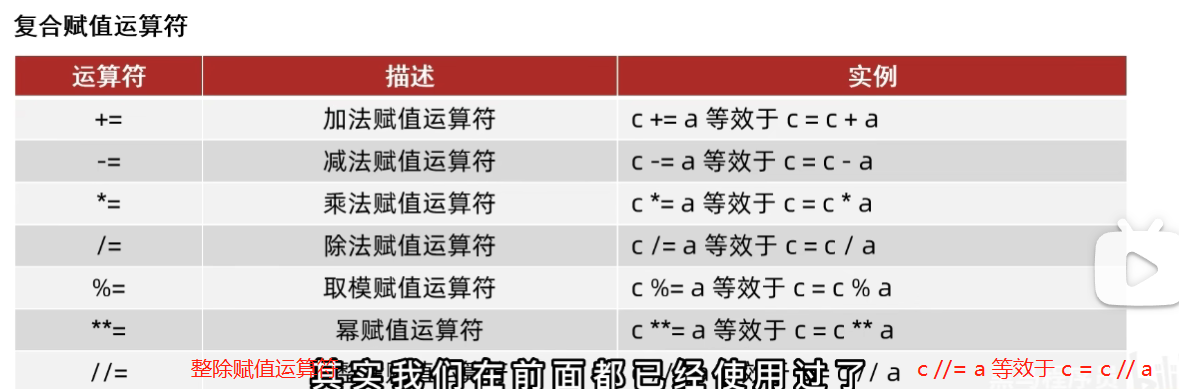 复合赋值运算符
运算符 描述 实例
+= 加法赋值运算符 c += a 等效于 c = c + a
-= 减法赋值运算符 c -= a 等效于 c = c - a
*= 乘法赋值运算符 c *= a 等效于 c = c * a
/= 除法赋值运算符 c /= a 等效于 c = c / a
%= 取模赋值运算符 c %= a 等效于 c = c % a
**= 幂赋值运算符 c **= a 等效于 c = c ** a
//= 整除赋值运算符 其实我们在前面都已经使用过了 // a c //= a 等效于 c = c // a